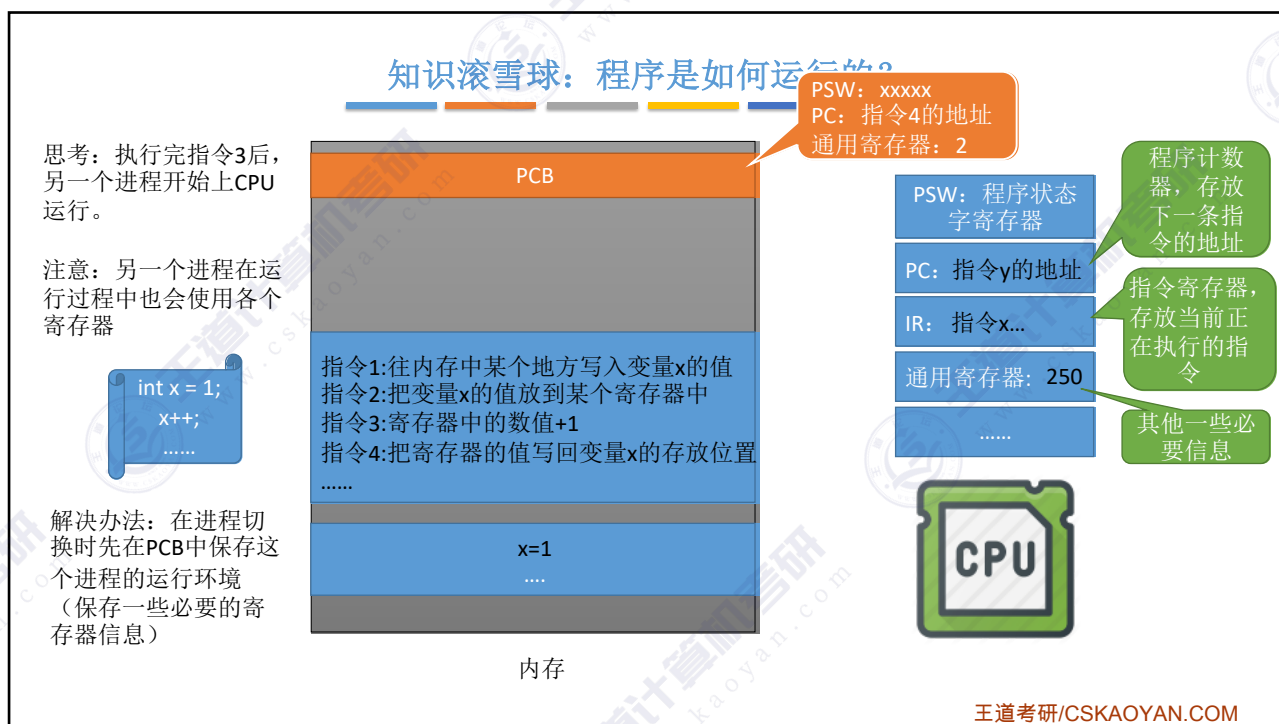 知识滚雪球：程序是如何运行的?
PSW：xxxxx
PC：指令4的地址
通用寄存器：2
思考：执行完指令3后，
另一个进程开始上CPU
运行。
注意：另一个进程在运
行过程中也会使用各个
寄存器
int x = 1;
x++;
……
解决办法：在进程切
换时先在PCB中保存这
个进程的运行环境
（保存一些必要的寄
存器信息）
PCB
指令1:往内存中某个地方写入变量x的值
指令2:把变量x的值放到某个寄存器中
指令3:寄存器中的数值+1
指令4:把寄存器的值写回变量x的存放位置
……
x=1
....
内存
PSW：程序状态
字寄存器
PC：指令y的地址
IR： 指令x…
通用寄存器: 250
……
程序计数
器，存放
下一条指
令的地址
指令寄存器，
存放当前正
在执行的指
令
其他一些必
要信息
CPU
王道考研/CSKAOYAN.COM
王道计算机考研
www.cskaoyan.com